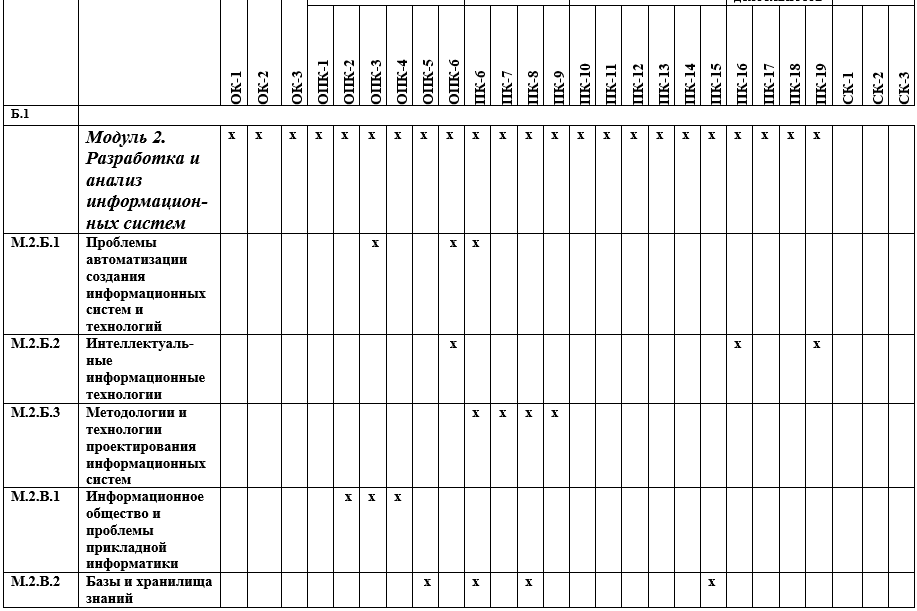 ОК-1 ОК-2 ОК-3 ОПК-1 ОПК-2 ОПК-3 ОПК-4 ОПК-5 ОПК-6 ПК-6 ПК-7 ПК-8 ПК-9 ПК-10 ПК-11 ПК-12 ПК-13 ПК-14 ПК-15 ПК-16 ПК-17 ПК-18 ПК-19 СК-1 СК-2 СК-3
Б.1
Модуль 2. x x x x x x x x x x x x x x x x x x x x x x x
Разработка и
анализ
информацион-
ных систем
М.2.Б.1 Проблемы x x x
автоматизации
создания
информационных
систем и
технологий
М.2.Б.2 Интеллектуаль- x x x
ные
информационные
технологии
М.2.Б.3 Методологии и x x x x
технологии
проектирования
информационных
систем
М.2.В.1 Информационное x x x
общество и
проблемы
прикладной
информатики
М.2.В.2 Базы и хранилища x x x x
знаний